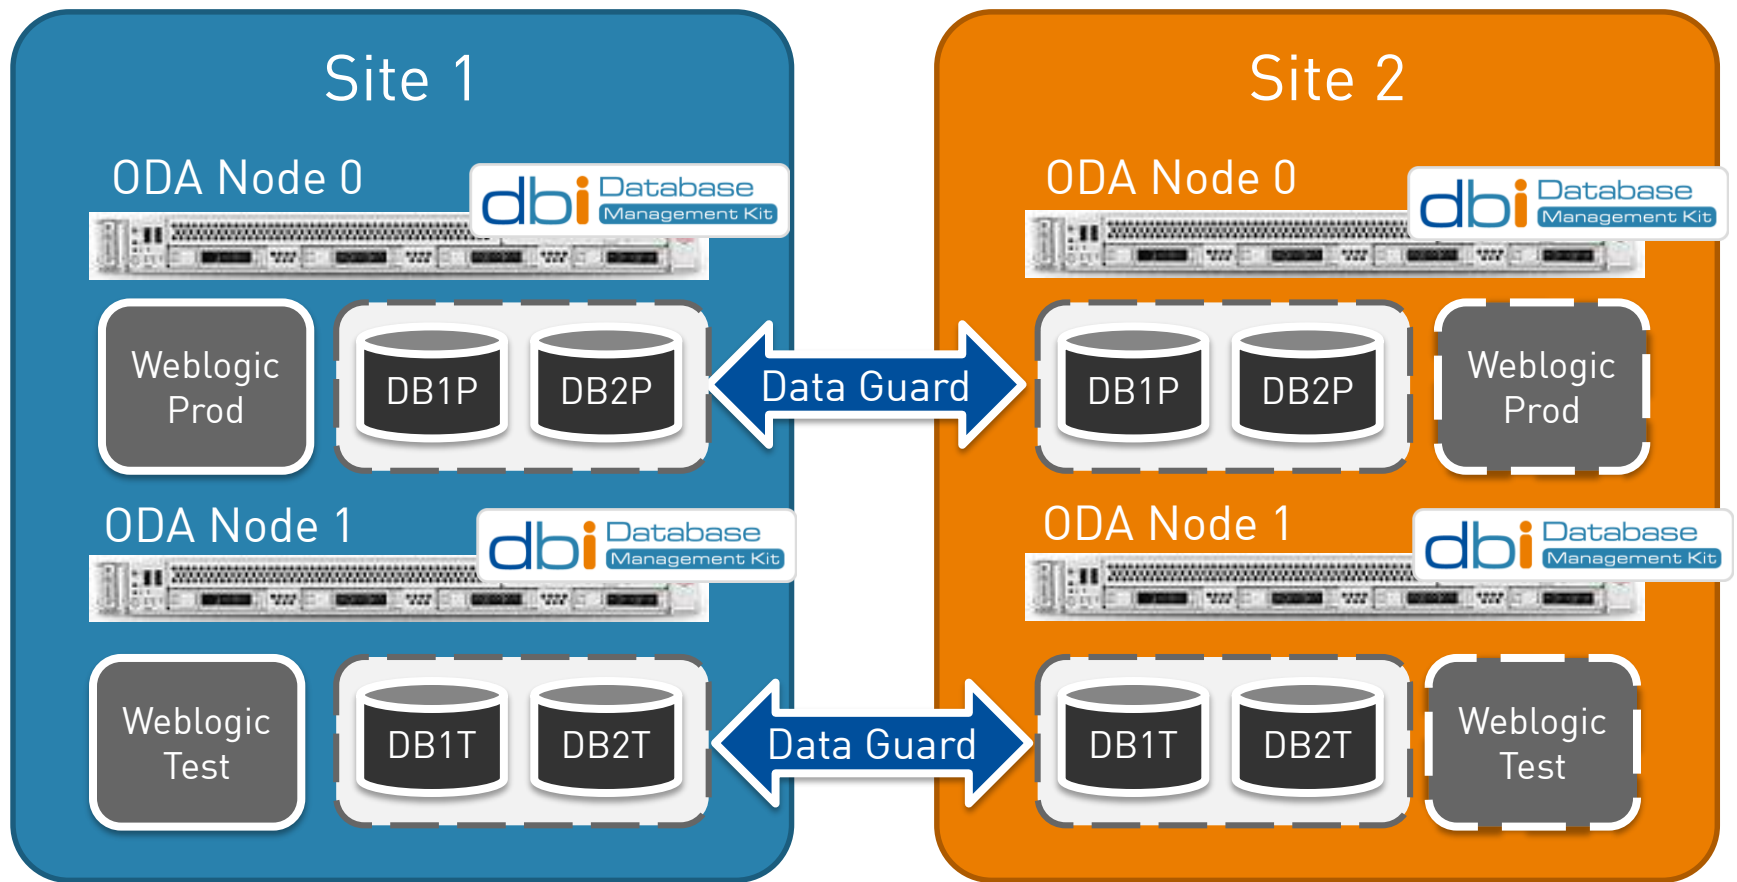 Site 1
ODA Node 0
dbi Database
Management Kit
Weblogic
Prod
DB1P
DB2P
Data Guard
ODA Node 1
dbi Database
Management Kit
Weblogic
Test
DB1T
DB2T
Data Guard
Site 2
ODA Node 0
dbi Database
Management Kit
DB1P
DB2P
Weblogic
Prod
ODA Node 1
dbi Database
Management Kit
DB1T
DB2T
Weblogic
Test